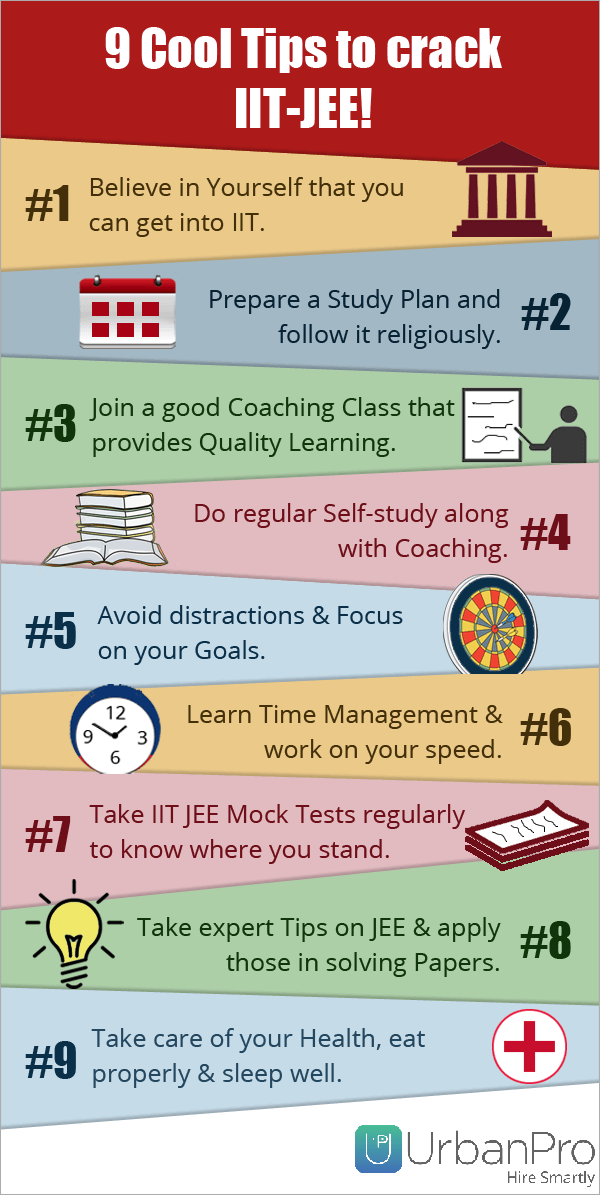 9 Cool Tips to crack
IIT-JEE!
#1
Believe in Yourself that you
can get into IIT.
Prepare a Study Plan and
follow it religiously.
#2
#3
Join a good Coaching Class that
provides Quality Learning.
Do regular Self-study along
with Coaching.
#4
#5
Avoid distractions & Focus
on your Goals.
12
9
3
6
Learn Time Management &
work on your speed.
#6
#7
Take IIT JEE Mock Tests regularly
to know where you stand.
Take expert Tips on JEE & apply
those in solving Papers.
#8
#9
Take care of your Health, eat
properly & sleep well.
UP UrbanPro
Hire Smartly